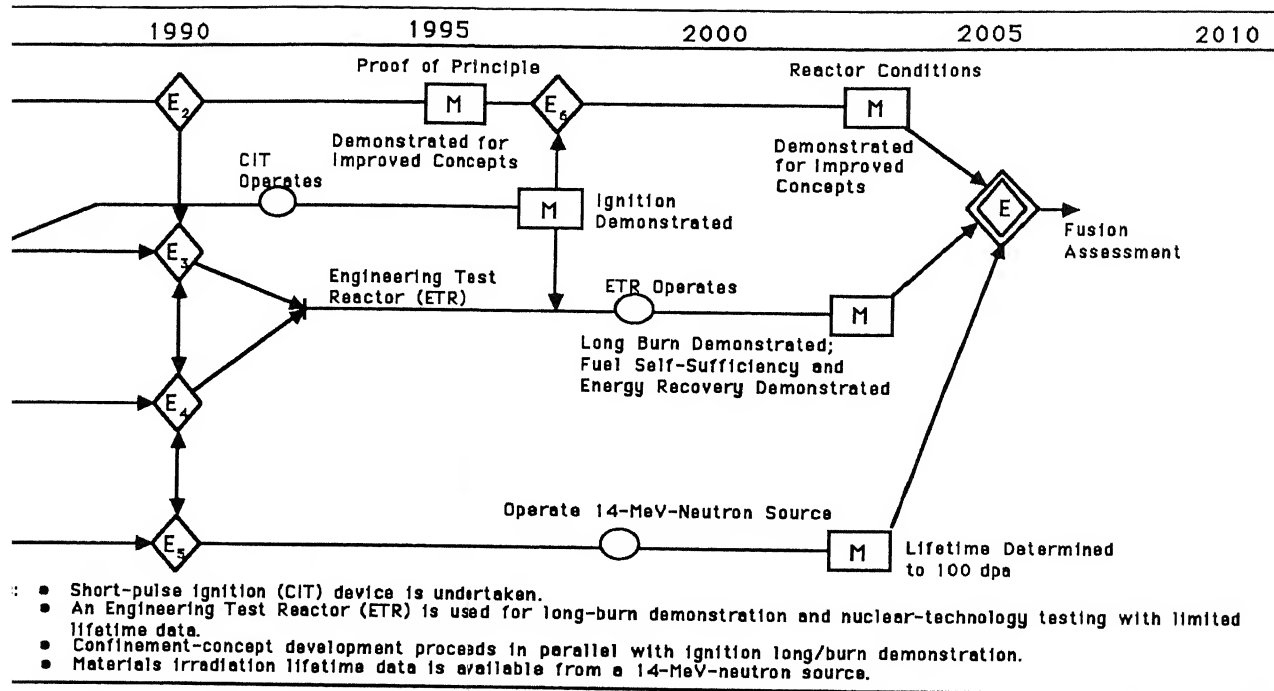 1990 1995 2000 2005 2010
Proof of Principle
Reactor Conditions
E2
M
E6
M
Demonstrated for
Improved Concepts
Demonstrated
for Improved
Concepts
CIT
Operates
M
Ignition
Demonstrated
E
Fusion
Assessment
E3
Engineering Test
Reactor (ETR)
ETR Operates
M
Long Burn Demonstrated;
Fuel Self-Sufficiency and
Energy Recovery Demonstrated
E4
Operate 14-MeV-Neutron Source
E5
M
Lifetime Determined
to 100 dpa
: • Short-pulse ignition (CIT) device is undertaken.
• An Engineering Test Reactor (ETR) is used for long-burn demonstration and nuclear-technology testing with limited
lifetime data.
• Confinement-concept development proceeds in parallel with ignition long/burn demonstration.
• Materials irradiation lifetime data is available from a 14-MeV-neutron source.